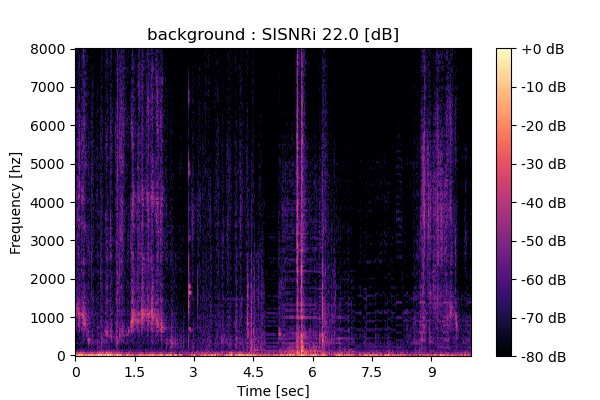 background : SISNRi 22.0 [dB]
8000
7000
6000
5000
4000
3000
2000
1000
0
Frequency [hz]
0 1.5 3 4.5 6 7.5 9
Time [sec]
+0 dB
-10 dB
-20 dB
-30 dB
-40 dB
-50 dB
-60 dB
-70 dB
-80 dB